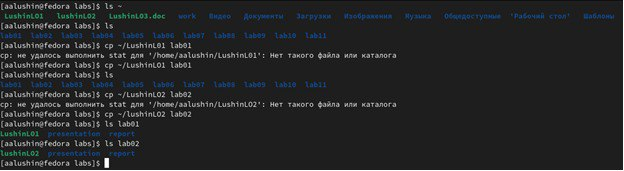 [aalushin@fedora labs]$ ls ~
LushinLO1 lushinLO2 LushinLO3.doc work Видео Документы Загрузки Изображения Музыка Общедоступные 'Рабочий стол' Шаблоны
[aalushin@fedora labs]$ ls
lab01 lab02 lab03 lab04 lab05 lab06 lab07 lab08 lab09 lab10 lab11
[aalushin@fedora labs]$ cp ~/LushinL01 lab01
cp: не удалось выполнить stat для '/home/aalushin/LushinL01': Нет такого файла или каталога
[aalushin@fedora labs]$ cp ~/LushinLO1 lab01
[aalushin@fedora labs]$ ls
lab01 lab02 lab03 lab04 lab05 lab06 lab07 lab08 lab09 lab10 lab11
[aalushin@fedora labs]$ cp ~/LushinLO2 lab02
cp: не удалось выполнить stat для '/home/aalushin/LushinLO2': Нет такого файла или каталога
[aalushin@fedora labs]$ cp ~/lushinLO2 lab02
[aalushin@fedora labs]$ ls lab01
LushinLO1 presentation report
[aalushin@fedora labs]$ ls lab02
lushinLO2 presentation report
[aalushin@fedora labs]$